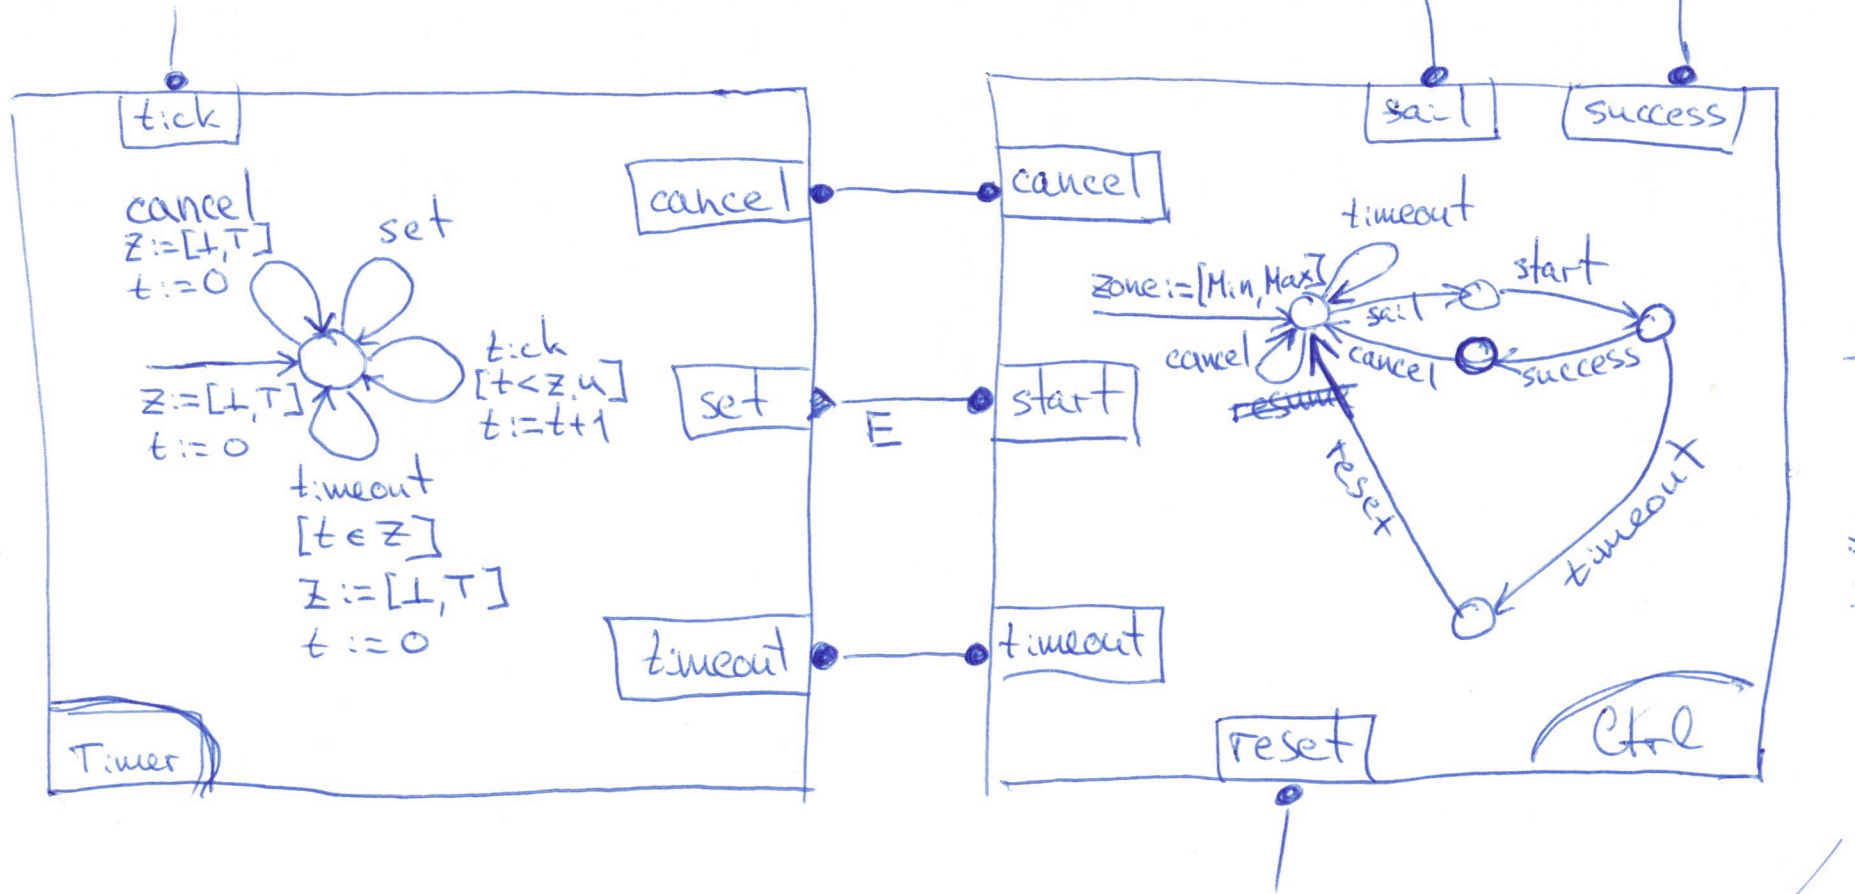 tick
cancel
z:=[⊥,T]
t:=0
set
tick
[t<z.u]
t:=t+1
z:=[⊥,T]
t:=0
timeout
[t∈z]
z:=[⊥,T]
t:=0
Timer
cancel
set
timeout
E
cancel
start
timeout
sail
success
timeout
zone:=[Min,Max]
sail
start
cancel
cancel
success
resume
reset
timeout
reset
Ctrl